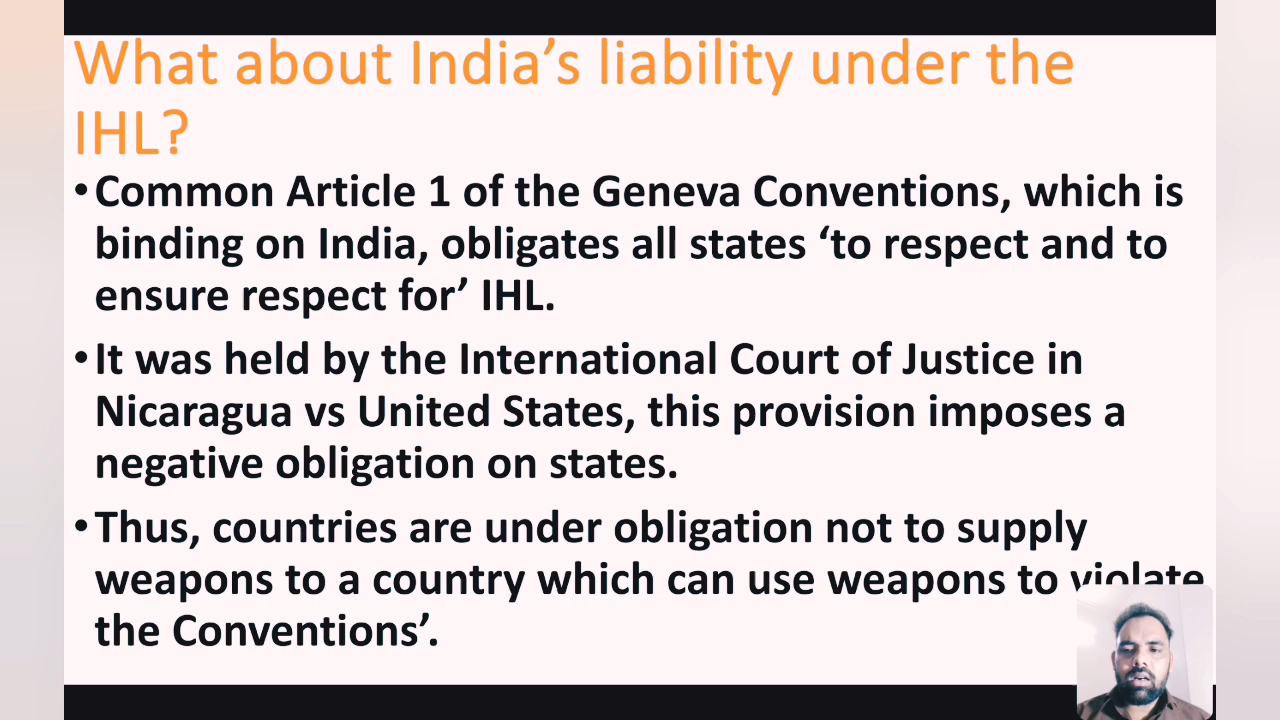 What about India’s liability under the
IHL?
•Common Article 1 of the Geneva Conventions, which is
binding on India, obligates all states ‘to respect and to
ensure respect for’ IHL.
•It was held by the International Court of Justice in
Nicaragua vs United States, this provision imposes a
negative obligation on states.
•Thus, countries are under obligation not to supply
weapons to a country which can use weapons to violate
the Conventions’.